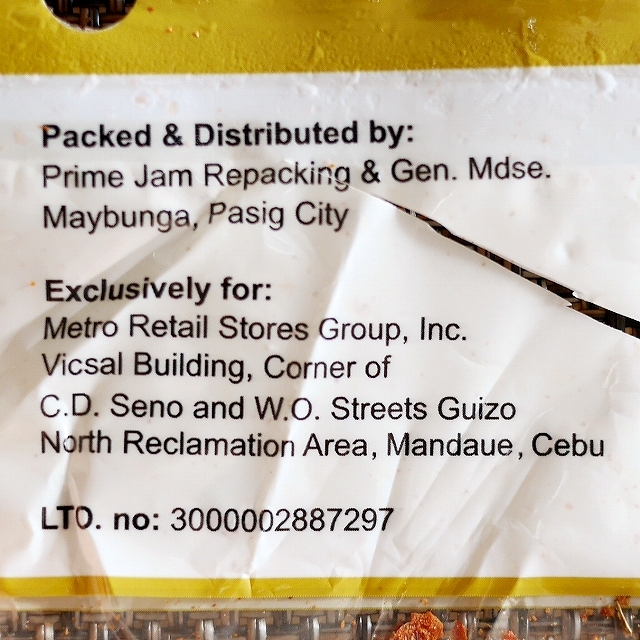 Packed & Distributed by:
Prime Jam Repacking & Gen. Mdse.
Maybunga, Pasig City
Exclusively for:
Metro Retail Stores Group, Inc.
Vicsal Building, Corner of
C.D. Seno and W.O. Streets Guizo
North Reclamation Area, Mandaue, Cebu
LTO. no: 3000002887297